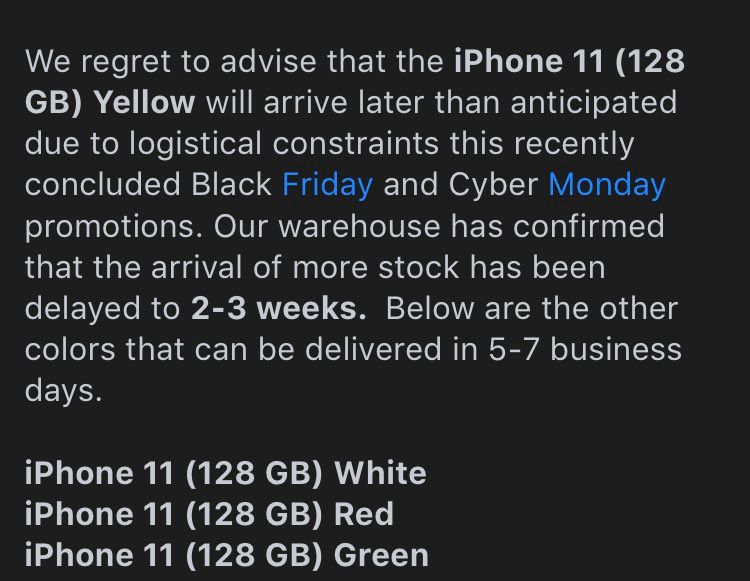 We regret to advise that the iPhone 11 (128
GB) Yellow will arrive later than anticipated
due to logistical constraints this recently
concluded Black Friday and Cyber Monday
promotions. Our warehouse has confirmed
that the arrival of more stock has been
delayed to 2-3 weeks.  Below are the other
colors that can be delivered in 5-7 business
days.
iPhone 11 (128 GB) White
iPhone 11 (128 GB) Red
iPhone 11 (128 GB) Green